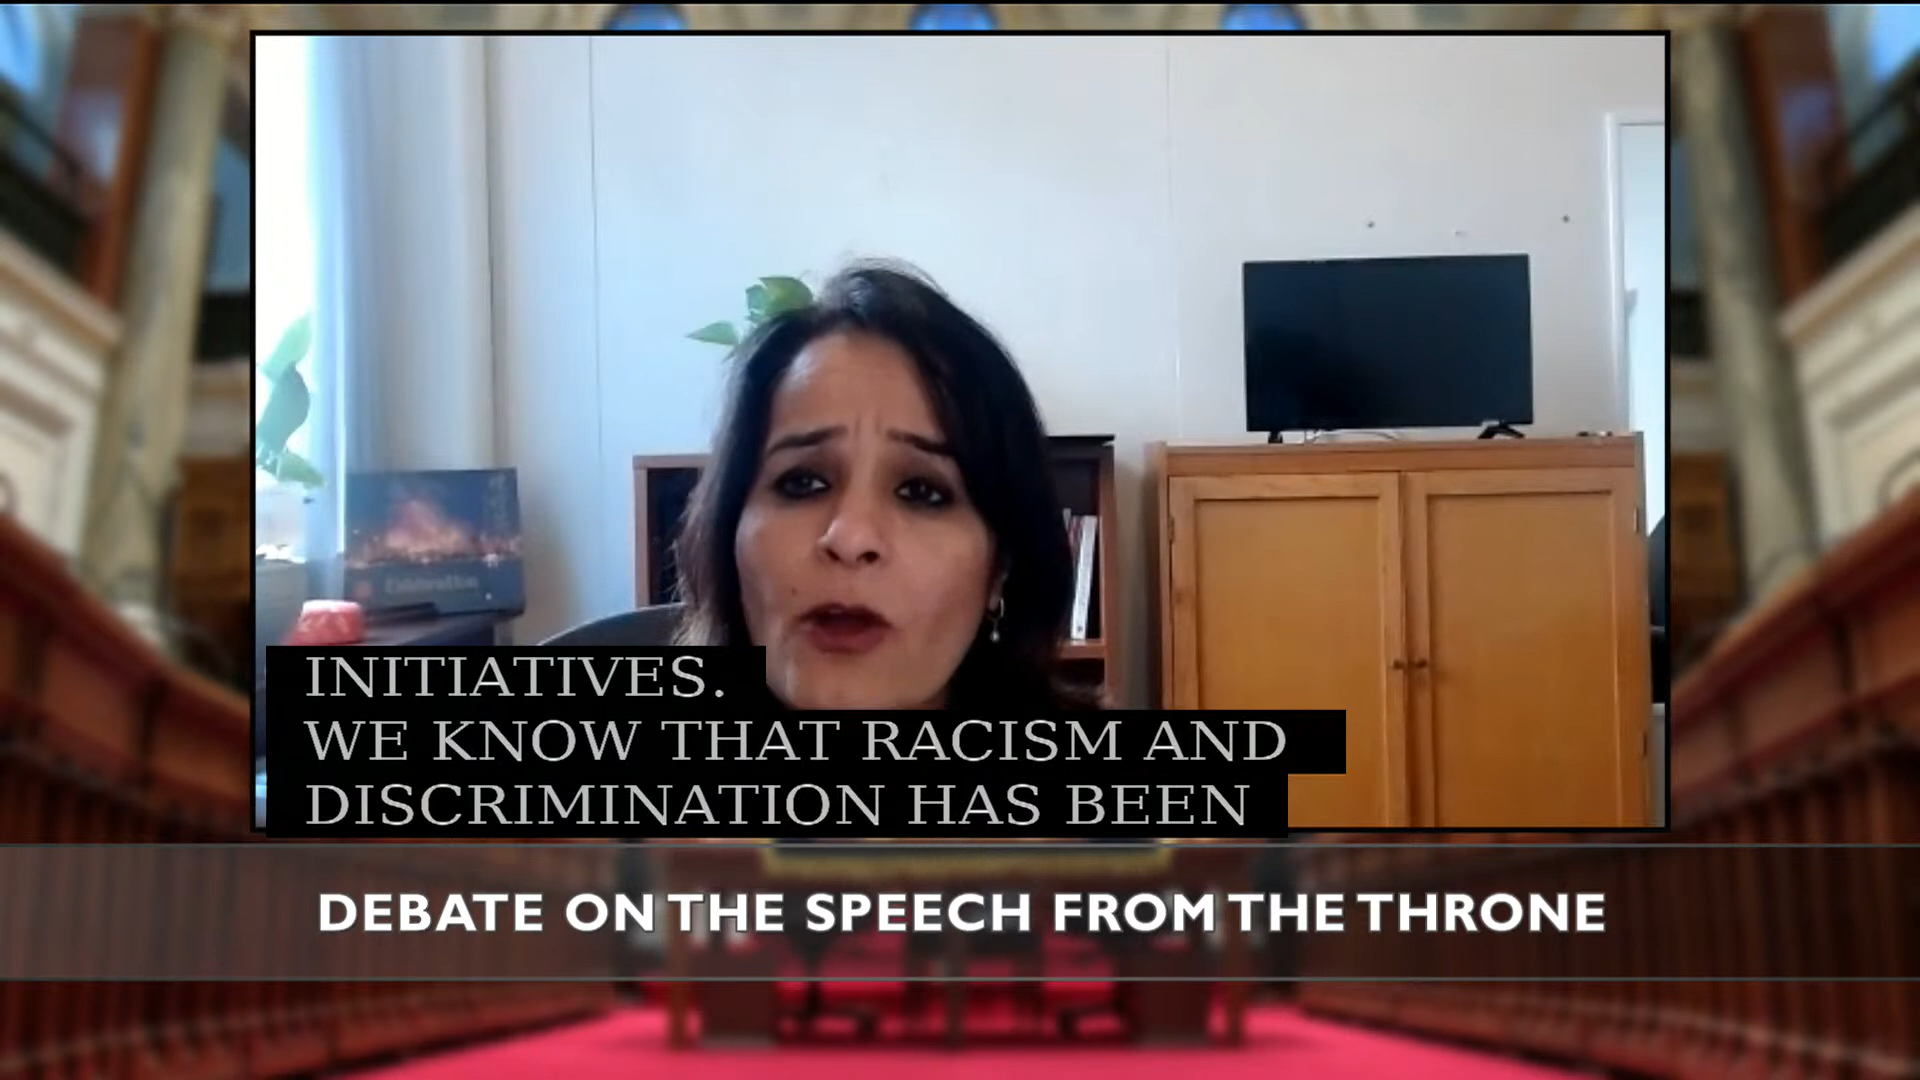 INITIATIVES.
WE KNOW THAT RACISM AND
DISCRIMINATION HAS BEEN
DEBATE ON THE SPEECH FROM THE THRONE